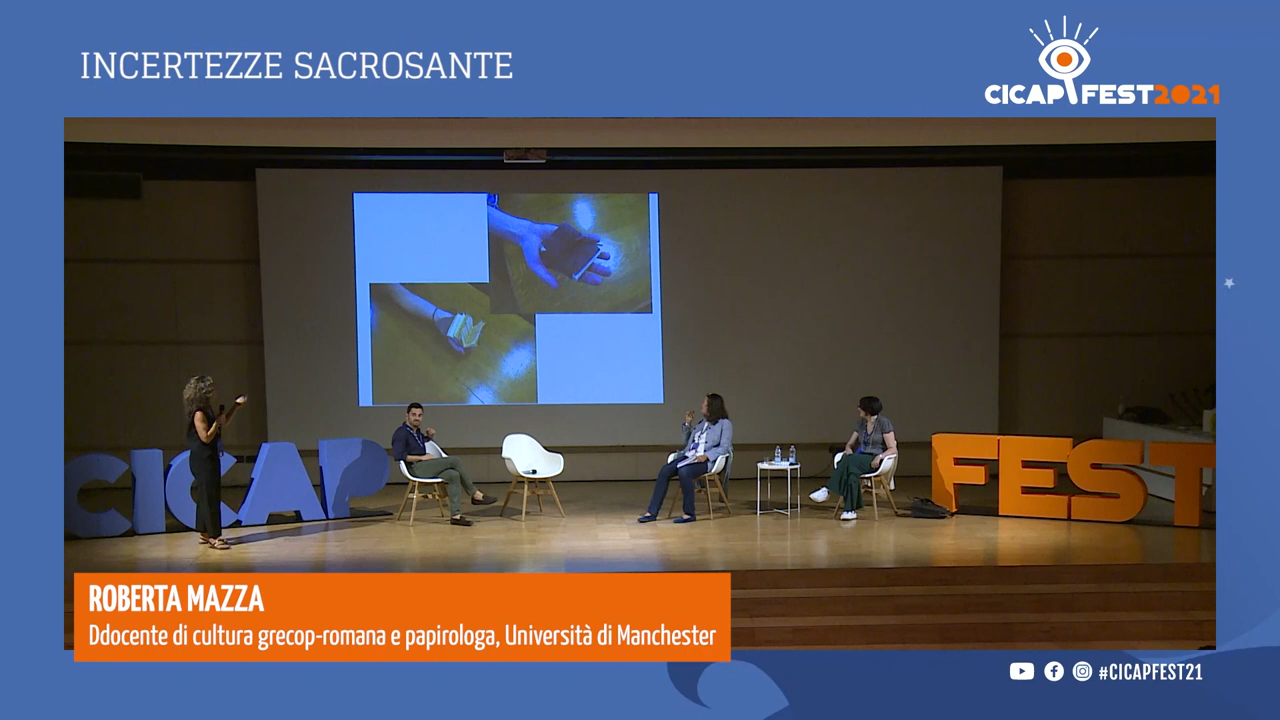 INCERTEZZE SACROSANTE
CICAP FEST2021
CICAP
FEST
ROBERTA MAZZA
Ddocente di cultura grecop-romana e papirologa, Università di Manchester
#CICAPFEST21